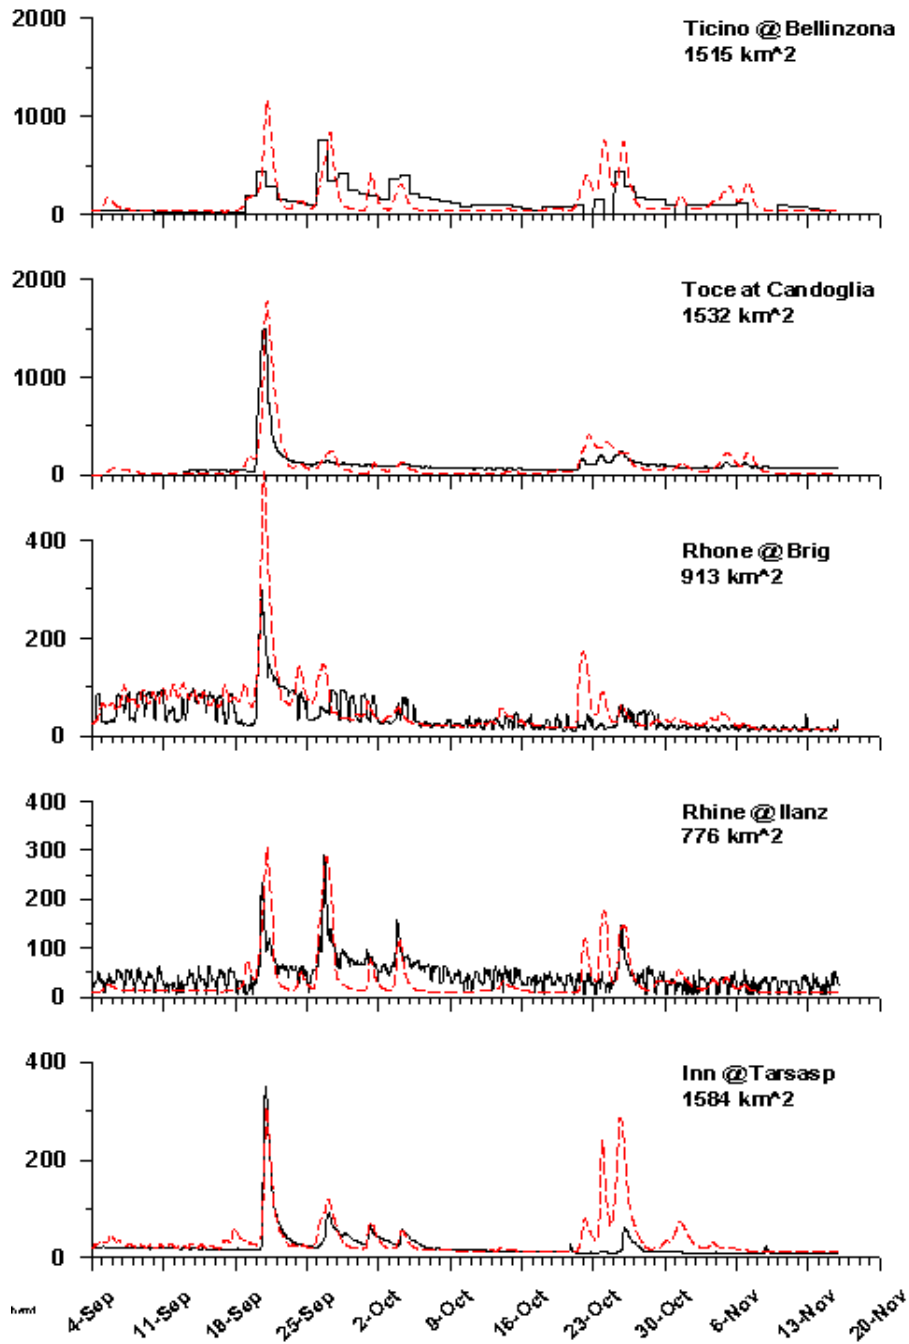 2000
Ticino @ Bellinzona
1515 km^2
1000
0
2000
Toce at Candoglia
1532 km^2
1000
0
400
Rhone @ Brig
913 km^2
200
0
400
Rhine @ Ilanz
776 km^2
300
200
100
0
400
Inn @ Tarsasp
1584 km^2
200
0
4-Sep 11-Sep 18-Sep 25-Sep 2-Oct 8-Oct 16-Oct 23-Oct 30-Oct 6-Nov 13-Nov 20-Nov